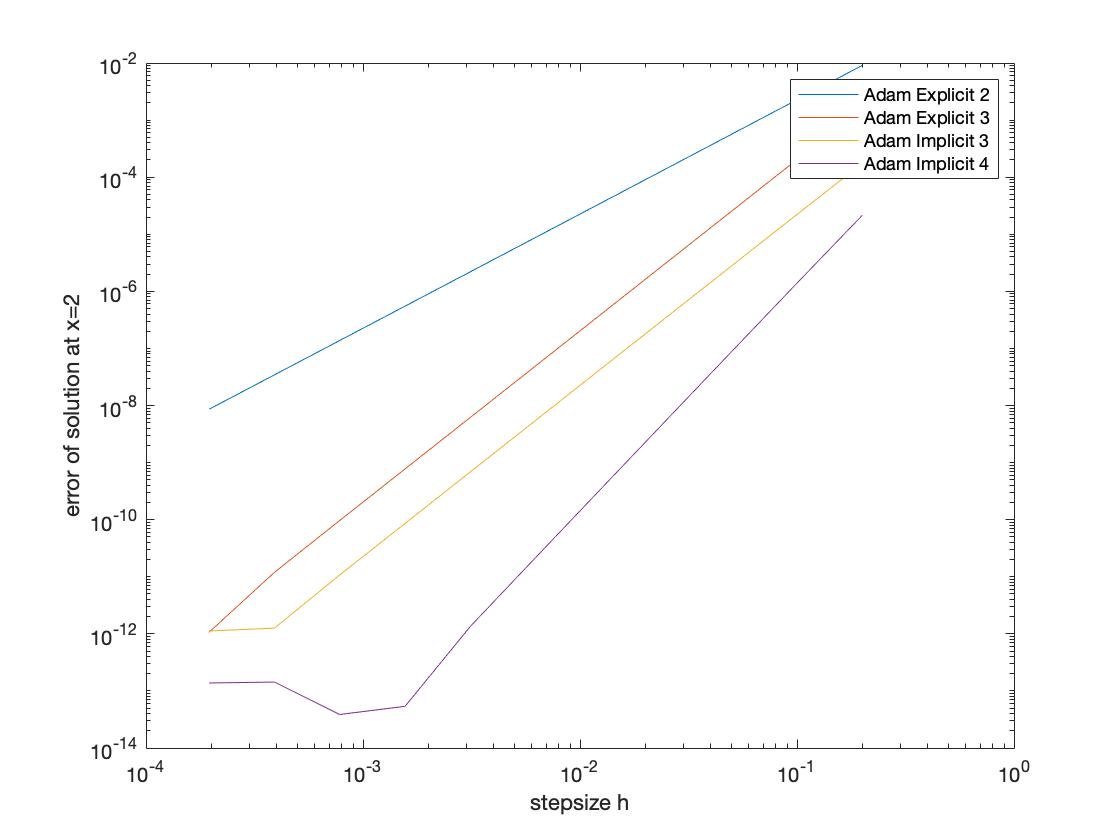 10^-2
10^-4
10^-6
10^-8
10^-10
10^-12
10^-14
error of solution at x=2
Adam Explicit 2
Adam Explicit 3
Adam Implicit 3
Adam Implicit 4
10^-4 10^-3 10^-2 10^-1 10^0
stepsize h